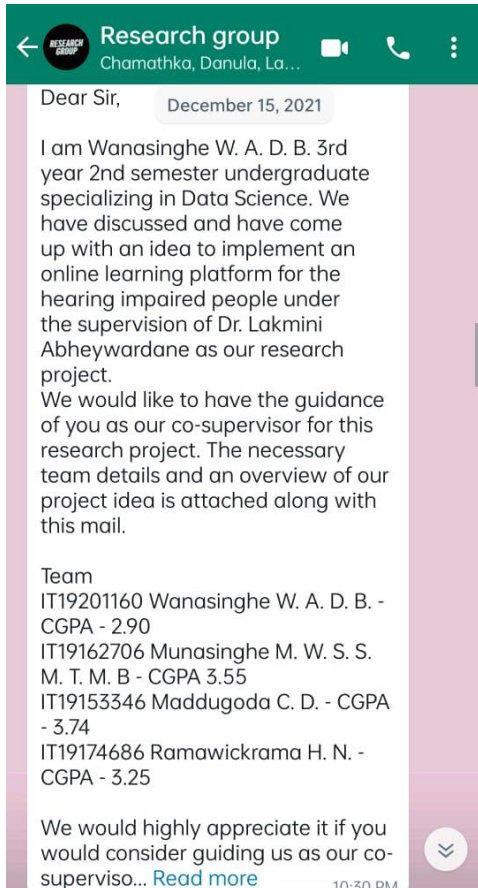 Research group
RESEARCH
GROUP
Chamathka, Danula, La...
December 15, 2021
Dear Sir,
I am Wanasinghe W. A. D. B. 3rd
year 2nd semester undergraduate
specializing in Data Science. We
have discussed and have come
up with an idea to implement an
online learning platform for the
hearing impaired people under
the supervision of Dr. Lakmini
Abheywardane as our research
project.
We would like to have the guidance
of you as our co-supervisor for this
research project. The necessary
team details and an overview of our
project idea is attached along with
this mail.
Team
IT19201160 Wanasinghe W. A. D. B. -
CGPA - 2.90
IT19162706 Munasinghe M. W. S. S.
M. T. M. B - CGPA 3.55
IT19153346 Maddugoda C. D. - CGPA
- 3.74
IT19174686 Ramawickrama H. N. -
CGPA - 3.25
We would highly appreciate it if you
would consider guiding us as our co-
superviso... Read more
10:30 PM